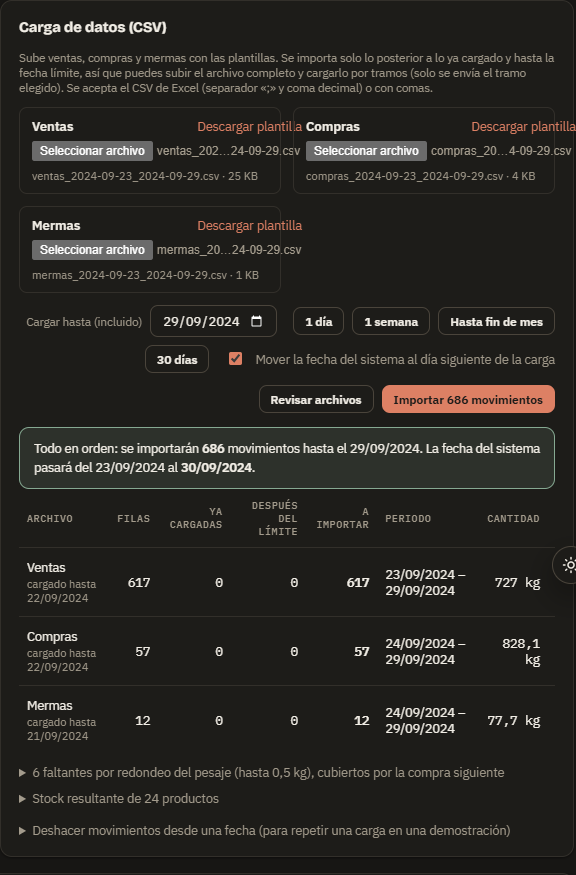 Carga de datos (CSV)
Sube ventas, compras y mermas con las plantillas. Se importa solo lo posterior a lo ya cargado y hasta la
fecha límite, así que puedes subir el archivo completo y cargarlo por tramos (solo se envía el tramo
elegido). Se acepta el CSV de Excel (separador «;» y coma decimal) o con comas.
Ventas Descargar plantilla
Seleccionar archivo ventas_202...24-09-29.csv
ventas_2024-09-23_2024-09-29.csv · 25 KB
Compras Descargar plantilla
Seleccionar archivo compras_20...4-09-29.csv
compras_2024-09-23_2024-09-29.csv · 4 KB
Mermas Descargar plantilla
Seleccionar archivo mermas_20...24-09-29.csv
mermas_2024-09-23_2024-09-29.csv · 1 KB
Cargar hasta (incluido) 29/09/2024 1 día 1 semana Hasta fin de mes
30 días Mover la fecha del sistema al día siguiente de la carga
Revisar archivos Importar 686 movimientos
Todo en orden: se importarán 686 movimientos hasta el 29/09/2024. La fecha del sistema
pasará del 23/09/2024 al 30/09/2024.
ARCHIVO FILAS YA CARGADAS DESPUÉS DEL LÍMITE A IMPORTAR PERIODO CANTIDAD
Ventas
cargado hasta
22/09/2024
617 0 0 617 23/09/2024 –
29/09/2024
727 kg
Compras
cargado hasta
22/09/2024
57 0 0 57 24/09/2024 –
29/09/2024
828,1
kg
Mermas
cargado hasta
21/09/2024
12 0 0 12 24/09/2024 –
29/09/2024
77,7 kg
6 faltantes por redondeo del pesaje (hasta 0,5 kg), cubiertos por la compra siguiente
Stock resultante de 24 productos
Deshacer movimientos desde una fecha (para repetir una carga en una demostración)